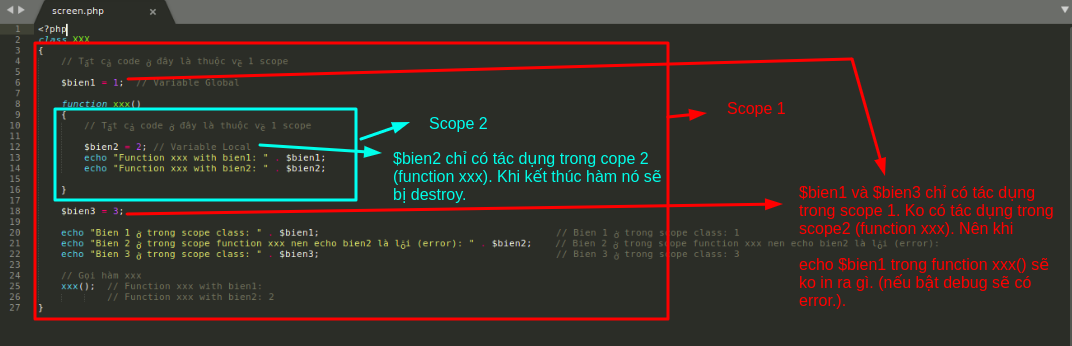 screen.php
1 <?php
2 class XXX
3 {
4 // Tất cả code ở đây là thuộc về 1 scope
5
6 $bien1 = 1; // Variable Global
7
8 function xxx()
9 {
10 // Tất cả code ở đây là thuộc về 1 scope
11
12 $bien2 = 2; // Variable Local
13 echo "Function xxx with bien1: " . $bien1;
14 echo "Function xxx with bien2: " . $bien2;
15
16 }
17
18 $bien3 = 3;
19
20 echo "Bien 1 ở trong scope class: " . $bien1; // Bien 1 ở trong scope class: 1
21 echo "Bien 2 ở trong scope function xxx nen echo bien2 là lỗi (error): " . $bien2; // Bien 2 ở trong scope function xxx nen echo bien2 là lỗi (error):
22 echo "Bien 3 ở trong scope class: " . $bien3; // Bien 3 ở trong scope class: 3
23
24 // Gọi hàm xxx
25 xxx(); // Function xxx with bien1:
26 // Function xxx with bien2: 2
27 }
Scope 2
$bien2 chỉ có tác dụng trong cope 2
(function xxx). Khi kết thúc hàm nó sẽ
bị destroy.
Scope 1
$bien1 và $bien3 chỉ có tác dụng
trong scope 1. Ko có tác dụng trong
scope2 (function xxx). Nên khi
echo $bien1 trong function xxx() sẽ
ko in ra gì. (nếu bật debug sẽ có
error.).